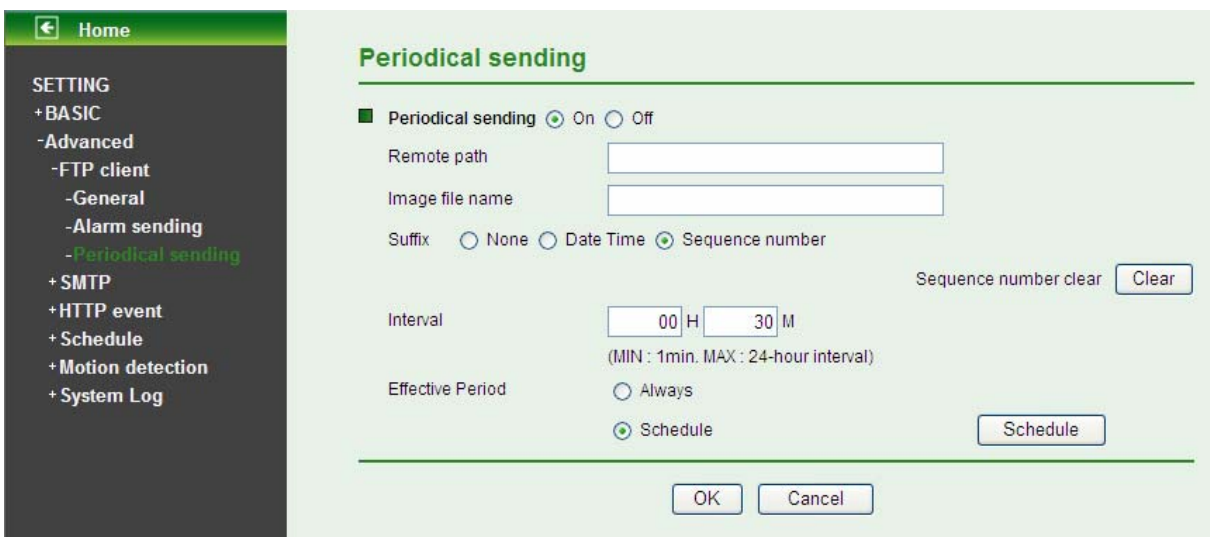 Home
SETTING
+BASIC
-Advanced
-FTP client
-General
-Alarm sending
-Periodical sending
+SMTP
+HTTP event
+Schedule
+Motion detection
+System Log
Periodical sending
Periodical sending On Off
Remote path
Image file name
Suffix None Date Time Sequence number
Sequence number clear Clear
Interval 00 H 30 M
(MIN : 1min. MAX : 24-hour interval)
Effective Period Always
Schedule Schedule
OK Cancel